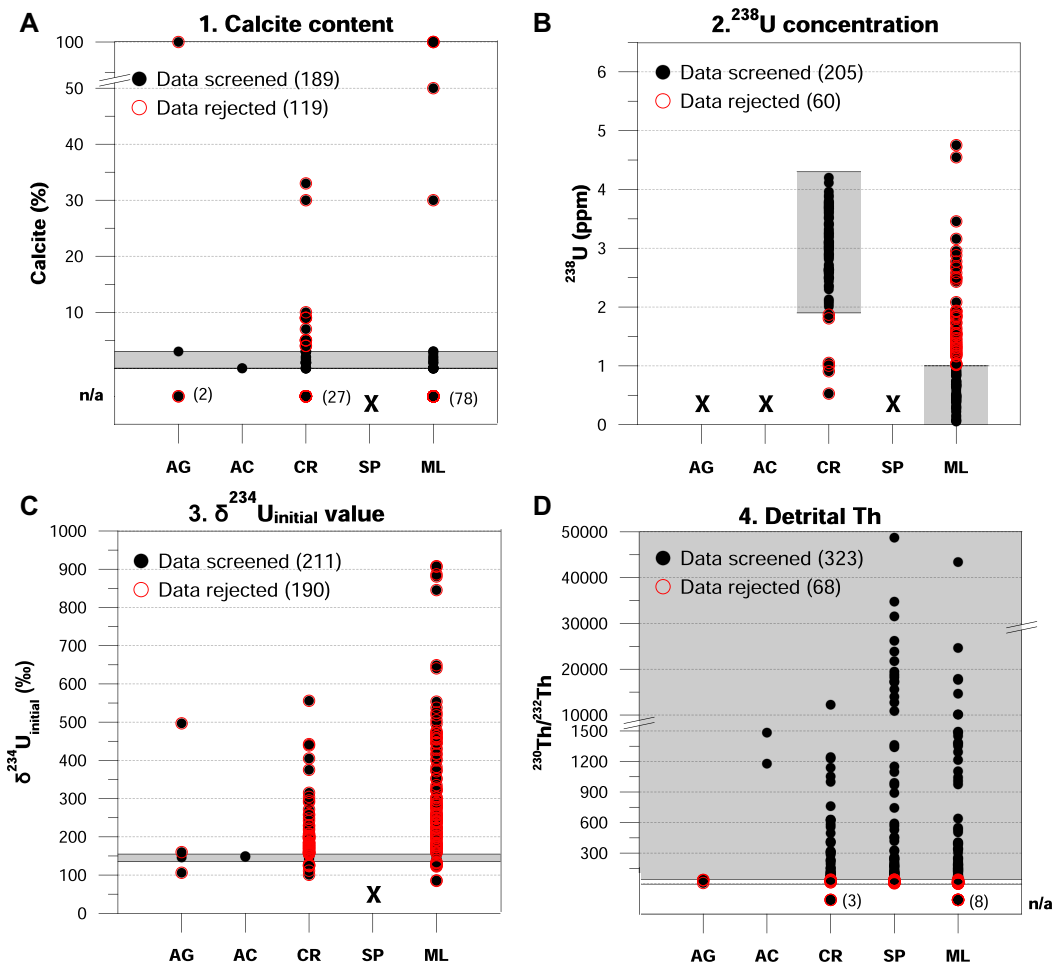 A
1. Calcite content
Calcite (%)
100
50
40
30
20
10
n/a
Data screened (189)
Data rejected (119)
(2)
(27)
X
(78)
AG AC CR SP ML
B
2. ²³⁸U concentration
²³⁸U (ppm)
6
5
4
3
2
1
0
Data screened (205)
Data rejected (60)
X X X
AG AC CR SP ML
C
3. δ²³⁴U initial value
δ²³⁴U initial (‰)
1000
900
800
700
600
500
400
300
200
100
0
Data screened (211)
Data rejected (190)
X
AG AC CR SP ML
D
4. Detrital Th
²³⁰Th/²³²Th
50000
40000
30000
20000
10000
1500
1200
900
600
300
Data screened (323)
Data rejected (68)
(3)
(8)
n/a
AG AC CR SP ML